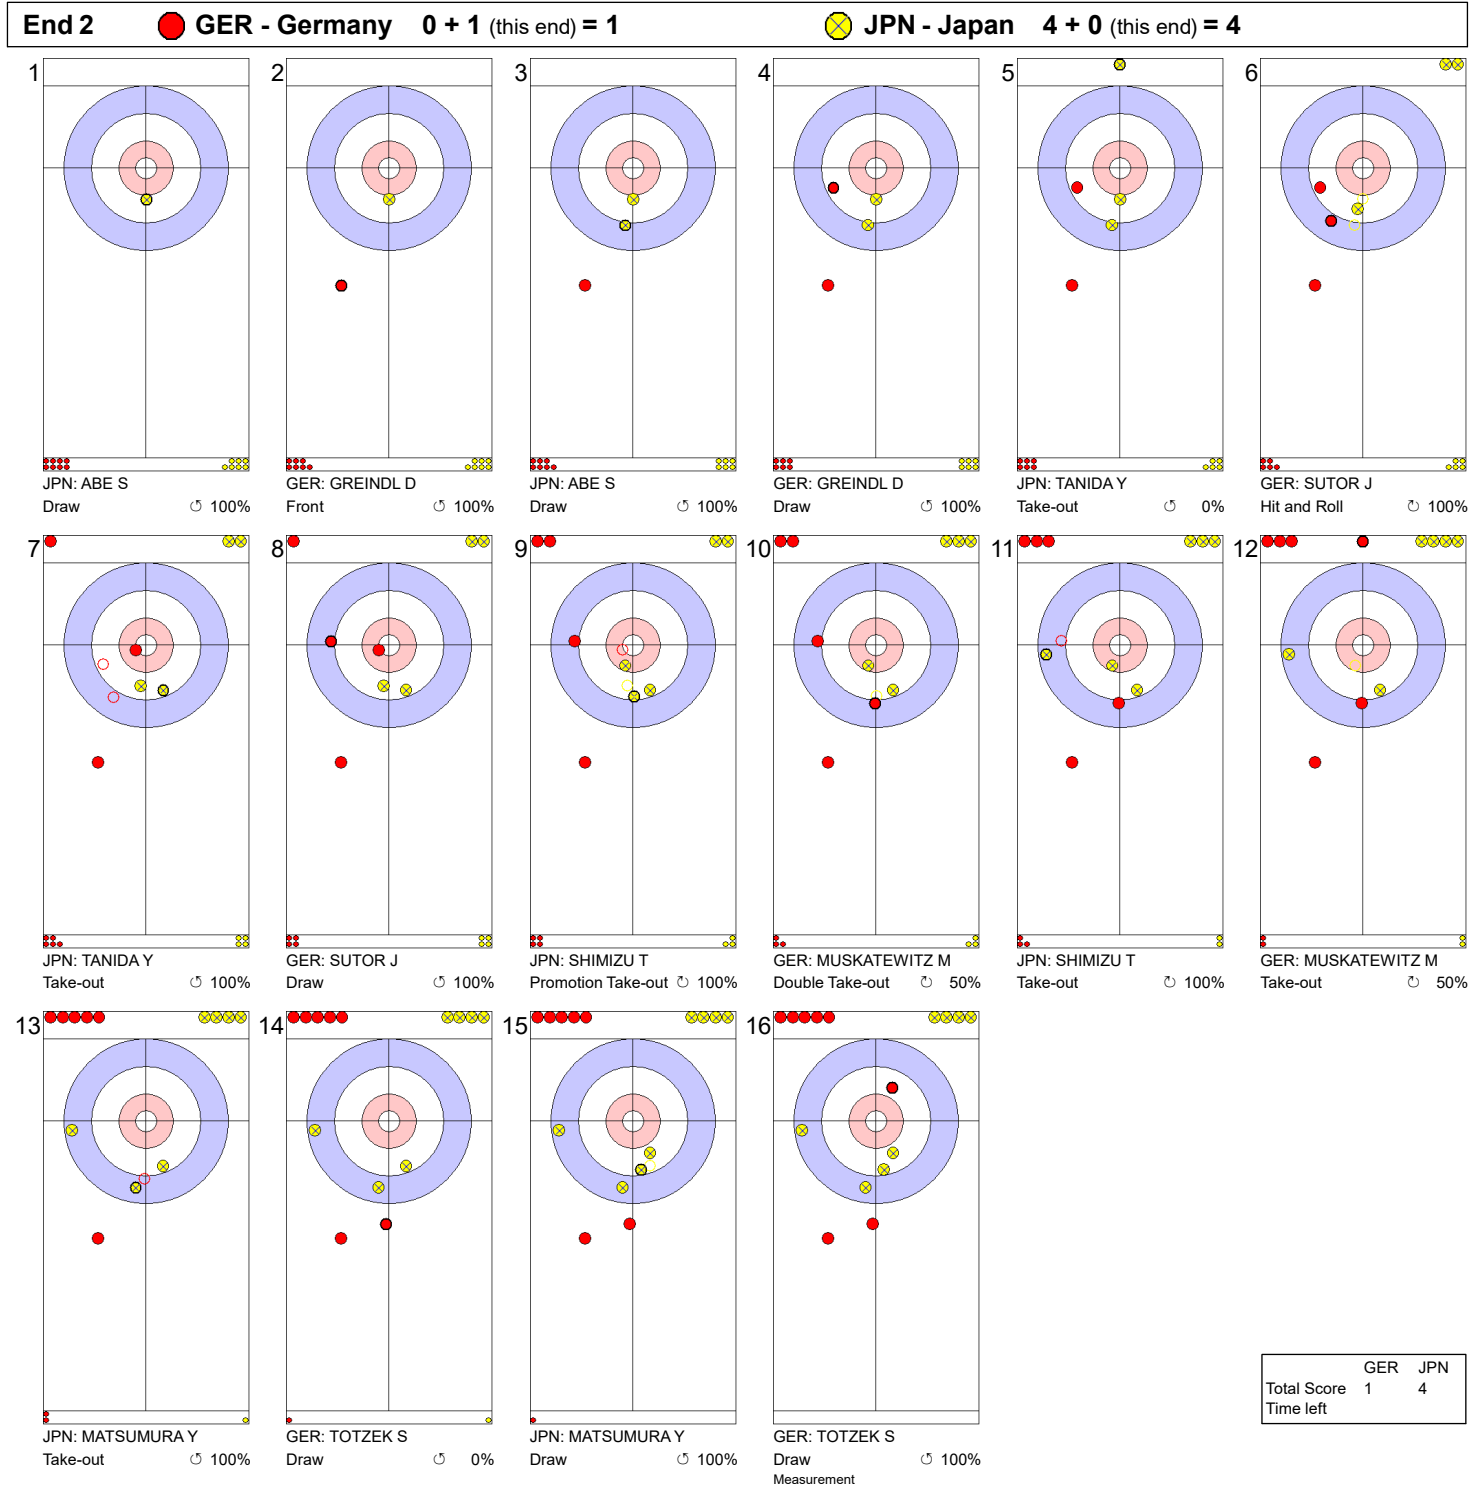 End 2 GER - Germany 0 + 1 (this end) = 1 JPN - Japan 4 + 0 (this end) = 4
1
JPN: ABE S
Draw 100%
2
GER: GREINDL D
Front 100%
3
JPN: ABE S
Draw 100%
4
GER: GREINDL D
Draw 100%
5
JPN: TANIDA Y
Take-out 0%
6
GER: SUTOR J
Hit and Roll 100%
7
JPN: TANIDA Y
Take-out 100%
8
GER: SUTOR J
Draw 100%
9
JPN: SHIMIZU T
Promotion Take-out 100%
10
GER: MUSKATEWITZ M
Double Take-out 50%
11
JPN: SHIMIZU T
Take-out 100%
12
GER: MUSKATEWITZ M
Take-out 50%
13
JPN: MATSUMURA Y
Take-out 100%
14
GER: TOTZEK S
Draw 0%
15
JPN: MATSUMURA Y
Draw 100%
16
GER: TOTZEK S
Draw 100%
Measurement
GER JPN
Total Score 1 4
Time left